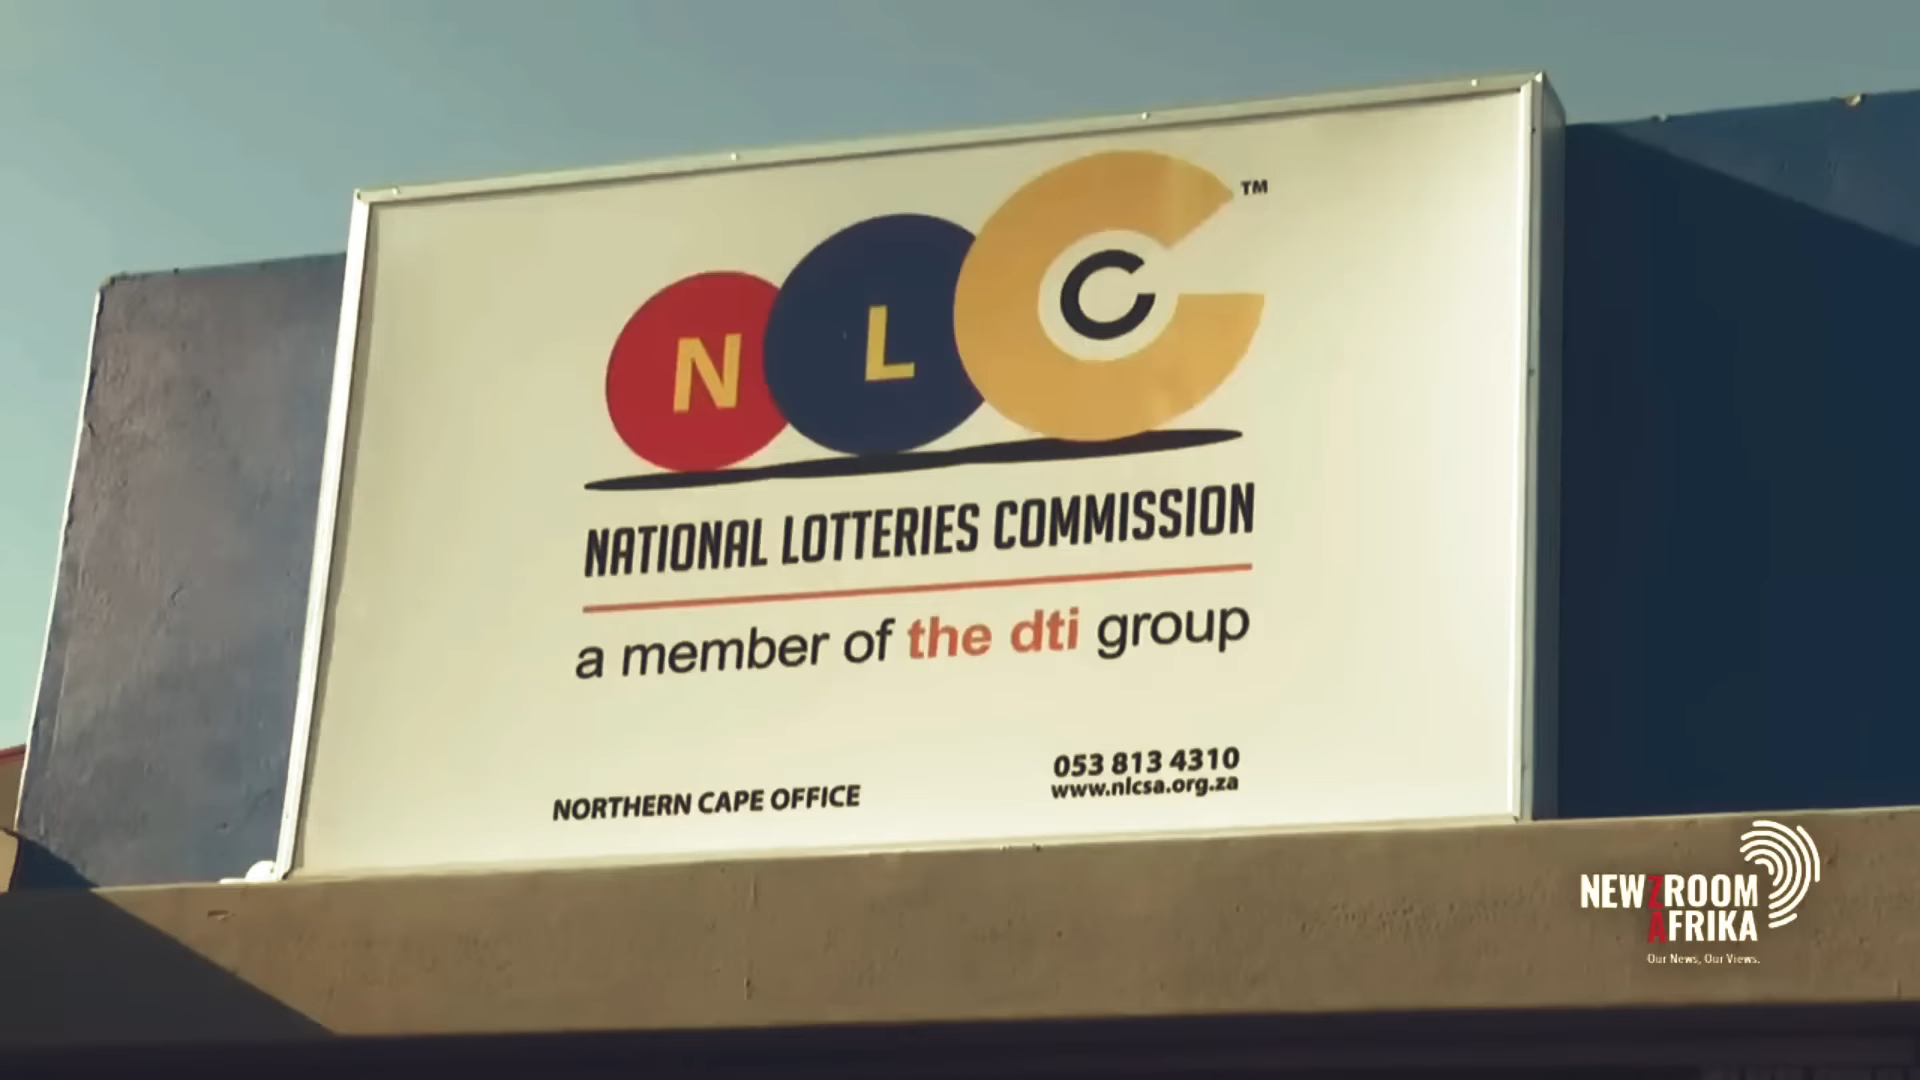 N L C ™
NATIONAL LOTTERIES COMMISSION
a member of the dti group
NORTHERN CAPE OFFICE
053 813 4310
www.nlcsa.org.za
NEWZROOM
AFRIKA
Our News, Our Views.